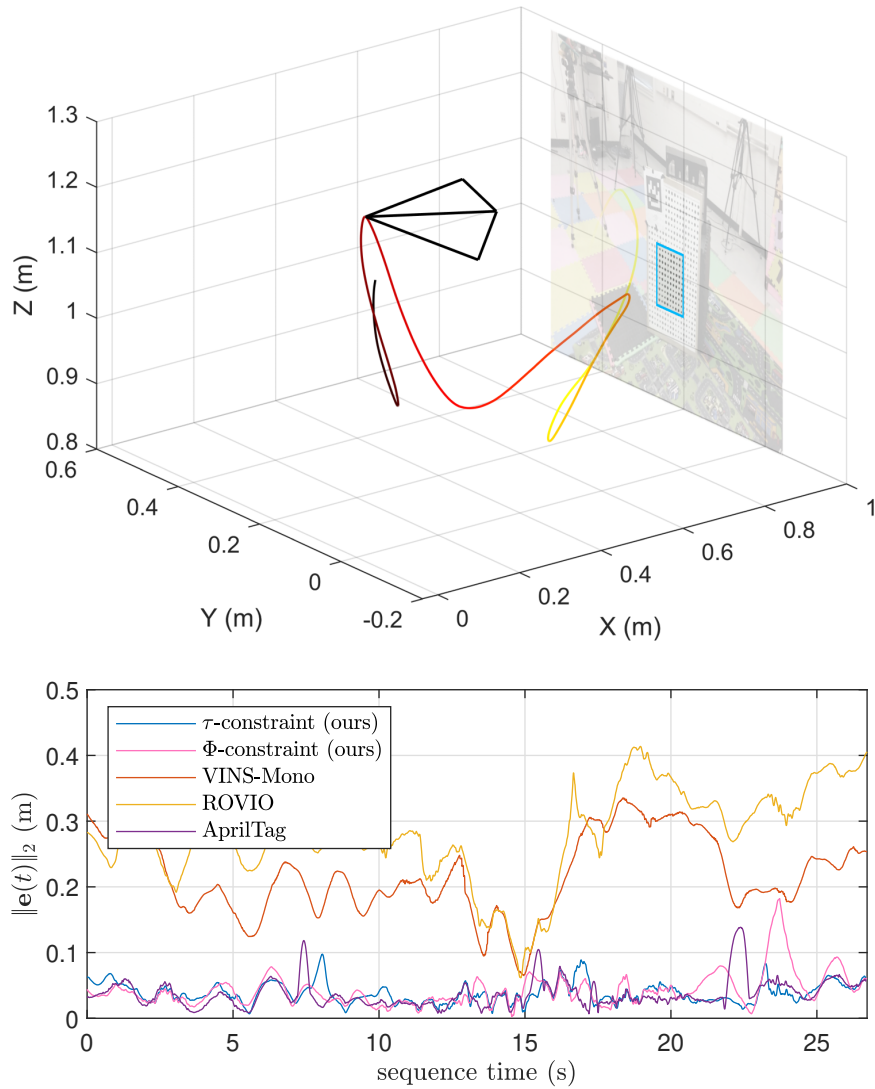 1.3
1.2
1.1
1
0.9
0.8
Z (m)
0.6
0.4
0.2
0
-0.2
Y (m)
0
0.2
0.4
0.6
0.8
1
X (m)
0.5
0.4
0.3
0.2
0.1
0
‖e(t)‖₂ (m)
τ-constraint (ours)
Φ-constraint (ours)
VINS-Mono
ROVIO
AprilTag
0 5 10 15 20 25
sequence time (s)